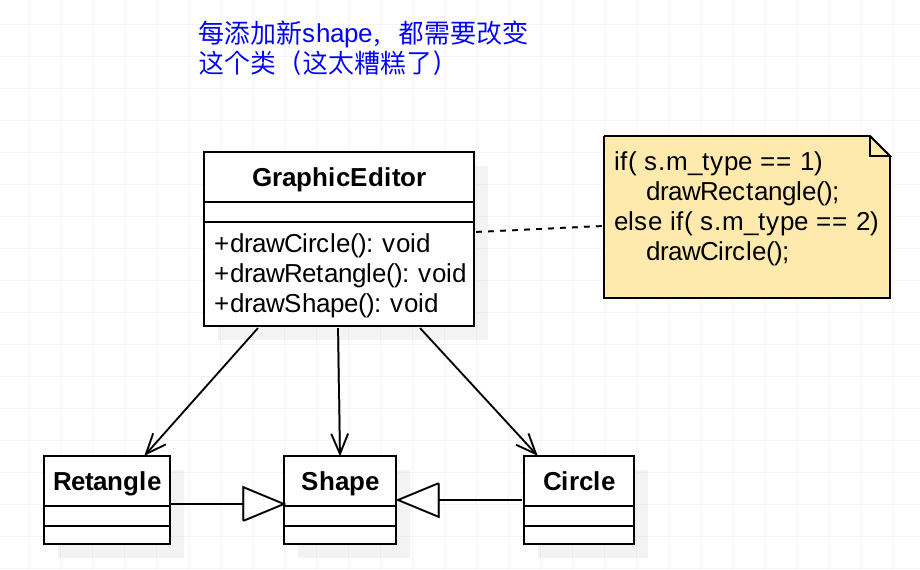 每添加新shape，都需要改变
这个类（这太糟糕了）
GraphicEditor
+drawCircle(): void
+drawRetangle(): void
+drawShape(): void
if( s.m_type == 1)
drawRectangle();
else if( s.m_type == 2)
drawCircle();
Retangle
Shape
Circle